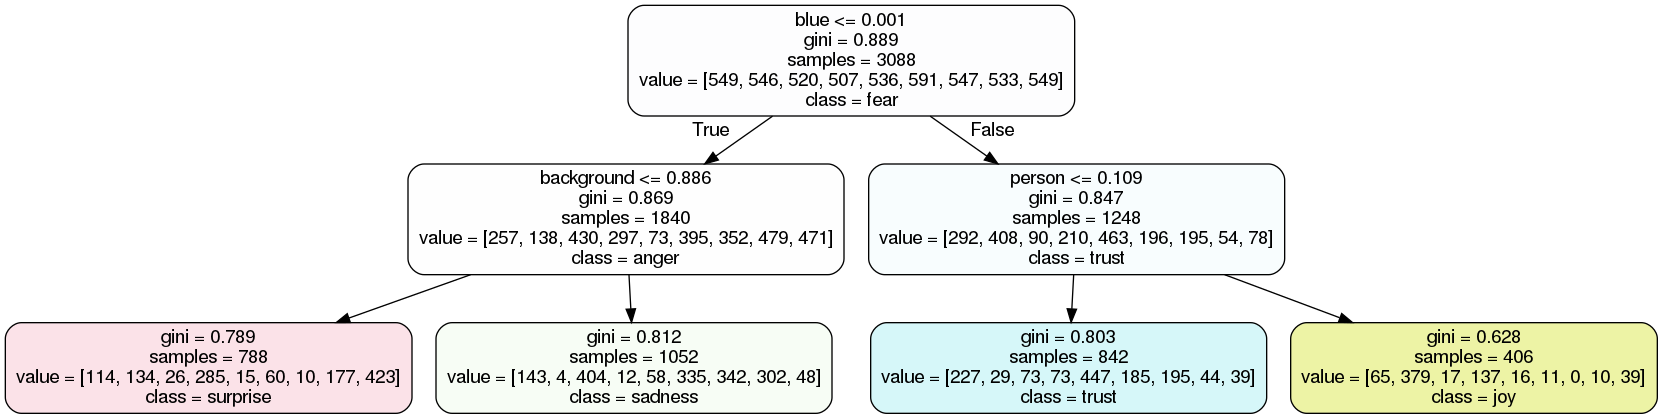 blue <= 0.001
gini = 0.889
samples = 3088
value = [549, 546, 520, 507, 536, 591, 547, 533, 549]
class = fear
True
False
background <= 0.886
gini = 0.869
samples = 1840
value = [257, 138, 430, 297, 73, 395, 352, 479, 471]
class = anger
person <= 0.109
gini = 0.847
samples = 1248
value = [292, 408, 90, 210, 463, 196, 195, 54, 78]
class = trust
gini = 0.789
samples = 788
value = [114, 134, 26, 285, 15, 60, 10, 177, 423]
class = surprise
gini = 0.812
samples = 1052
value = [143, 4, 404, 12, 58, 335, 342, 302, 48]
class = sadness
gini = 0.803
samples = 842
value = [227, 29, 73, 73, 447, 185, 195, 44, 39]
class = trust
gini = 0.628
samples = 406
value = [65, 379, 17, 137, 16, 11, 0, 10, 39]
class = joy